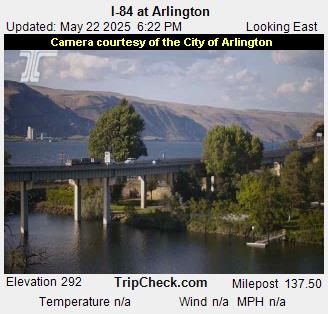 I-84 at Arlington
Updated: May 22 2025 6:22 PM Looking East
Camera courtesy of the City of Arlington
Elevation 292 TripCheck.com Milepost 137.50
Temperature n/a Wind n/a MPH n/a